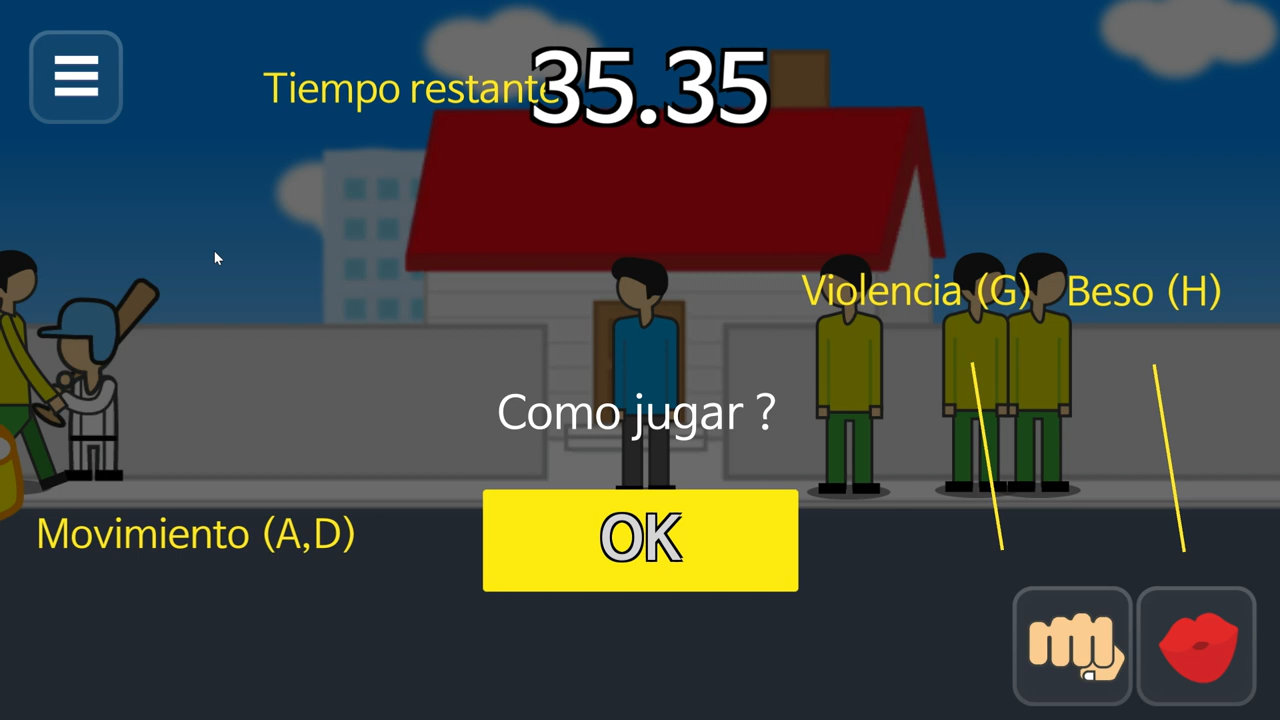 Tiempo restante
35.35
Violencia (G)
Beso (H)
Como jugar ?
Movimiento (A,D)
OK